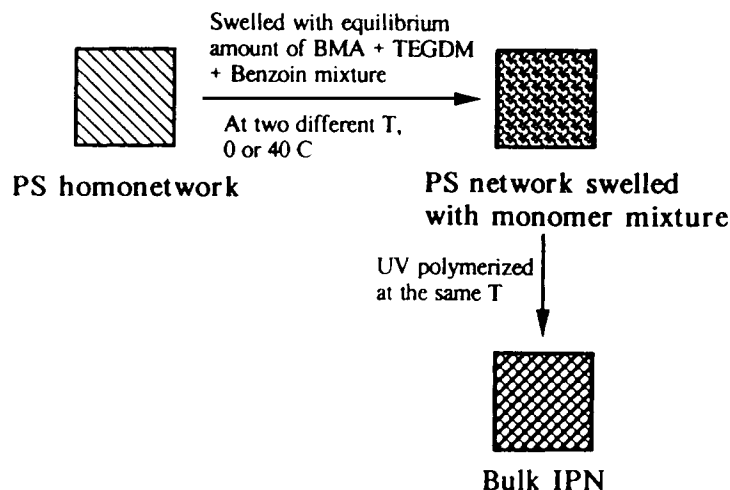 Swelled with equilibrium
amount of BMA + TEGDM
+ Benzoin mixture
At two different T,
0 or 40 C
PS homonetwork
PS network swelled
with monomer mixture
UV polymerized
at the same T
Bulk IPN